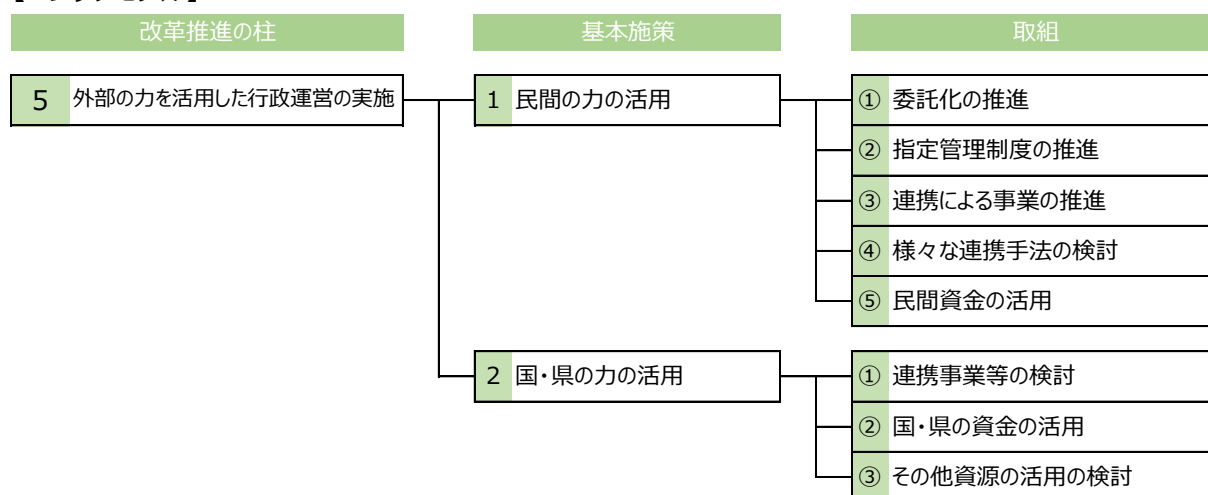 改革推進の柱 基本施策 取組
5 外部の力を活用した行政運営の実施 1 民間の力の活用 ① 委託化の推進
② 指定管理制度の推進
③ 連携による事業の推進
④ 様々な連携手法の検討
⑤ 民間資金の活用
2 国・県の力の活用 ① 連携事業等の検討
② 国・県の資金の活用
③ その他資源の活用の検討